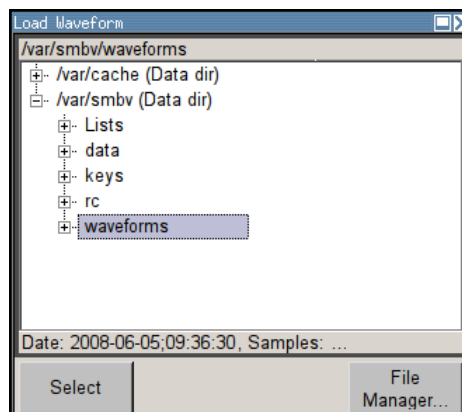 Load Waveform
/var/smbv/waveforms
/var/cache (Data dir)
/var/smbv (Data dir)
Lists
data
keys
rc
waveforms
Date: 2008-06-05;09:36:30, Samples: ...
Select
File
Manager...